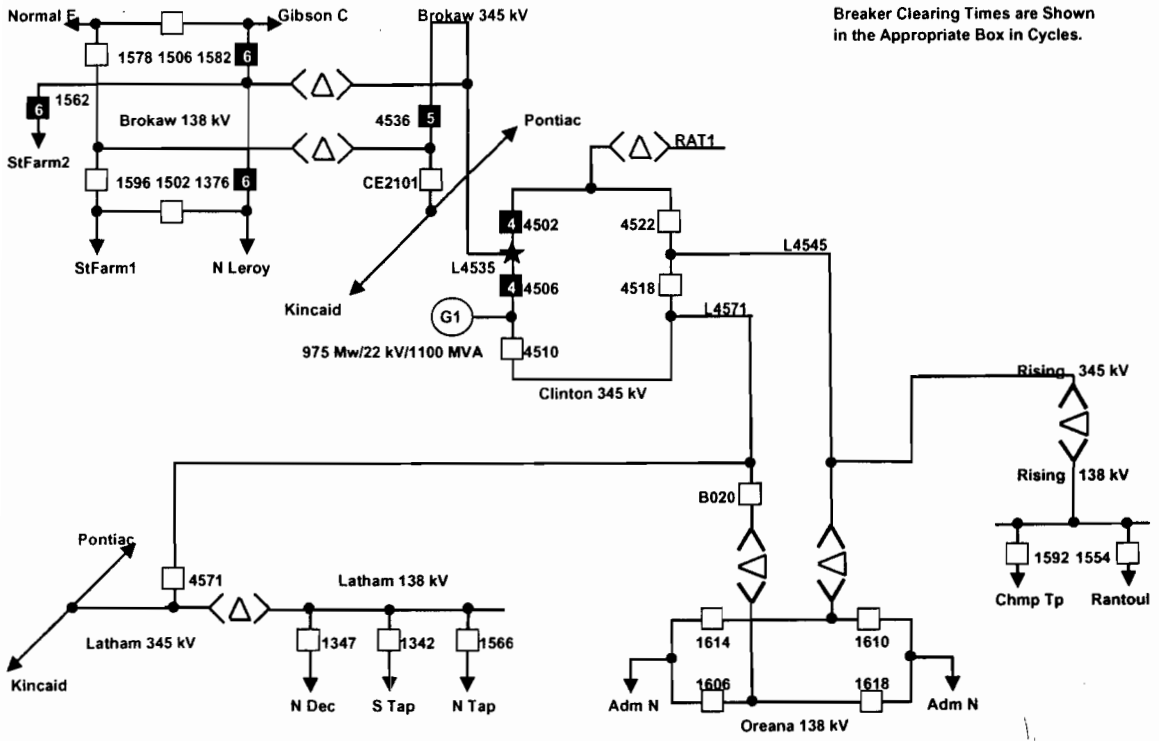 Normal E
Gibson C
Brokaw 345 kV
Breaker Clearing Times are Shown
in the Appropriate Box in Cycles.
1578 1506 1582 6
6 1562
Brokaw 138 kV
4536 5
Pontiac
RAT1
StFarm2
1596 1502 1376 6
CE2101
4 4502
4522
StFarm1
N Leroy
L4535
L4545
4 4506
4518
Kincaid
G1
L4571
975 Mw/22 kV/1100 MVA
4510
Clinton 345 kV
Rising 345 kV
Rising 138 kV
B020
Pontiac
4571
Latham 138 kV
1592 1554
Chmp Tp
Rantoul
Latham 345 kV
1347
1342
1566
1614
1610
Kincaid
N Dec
S Tap
N Tap
1606
1618
Adm N
Adm N
Oreana 138 kV